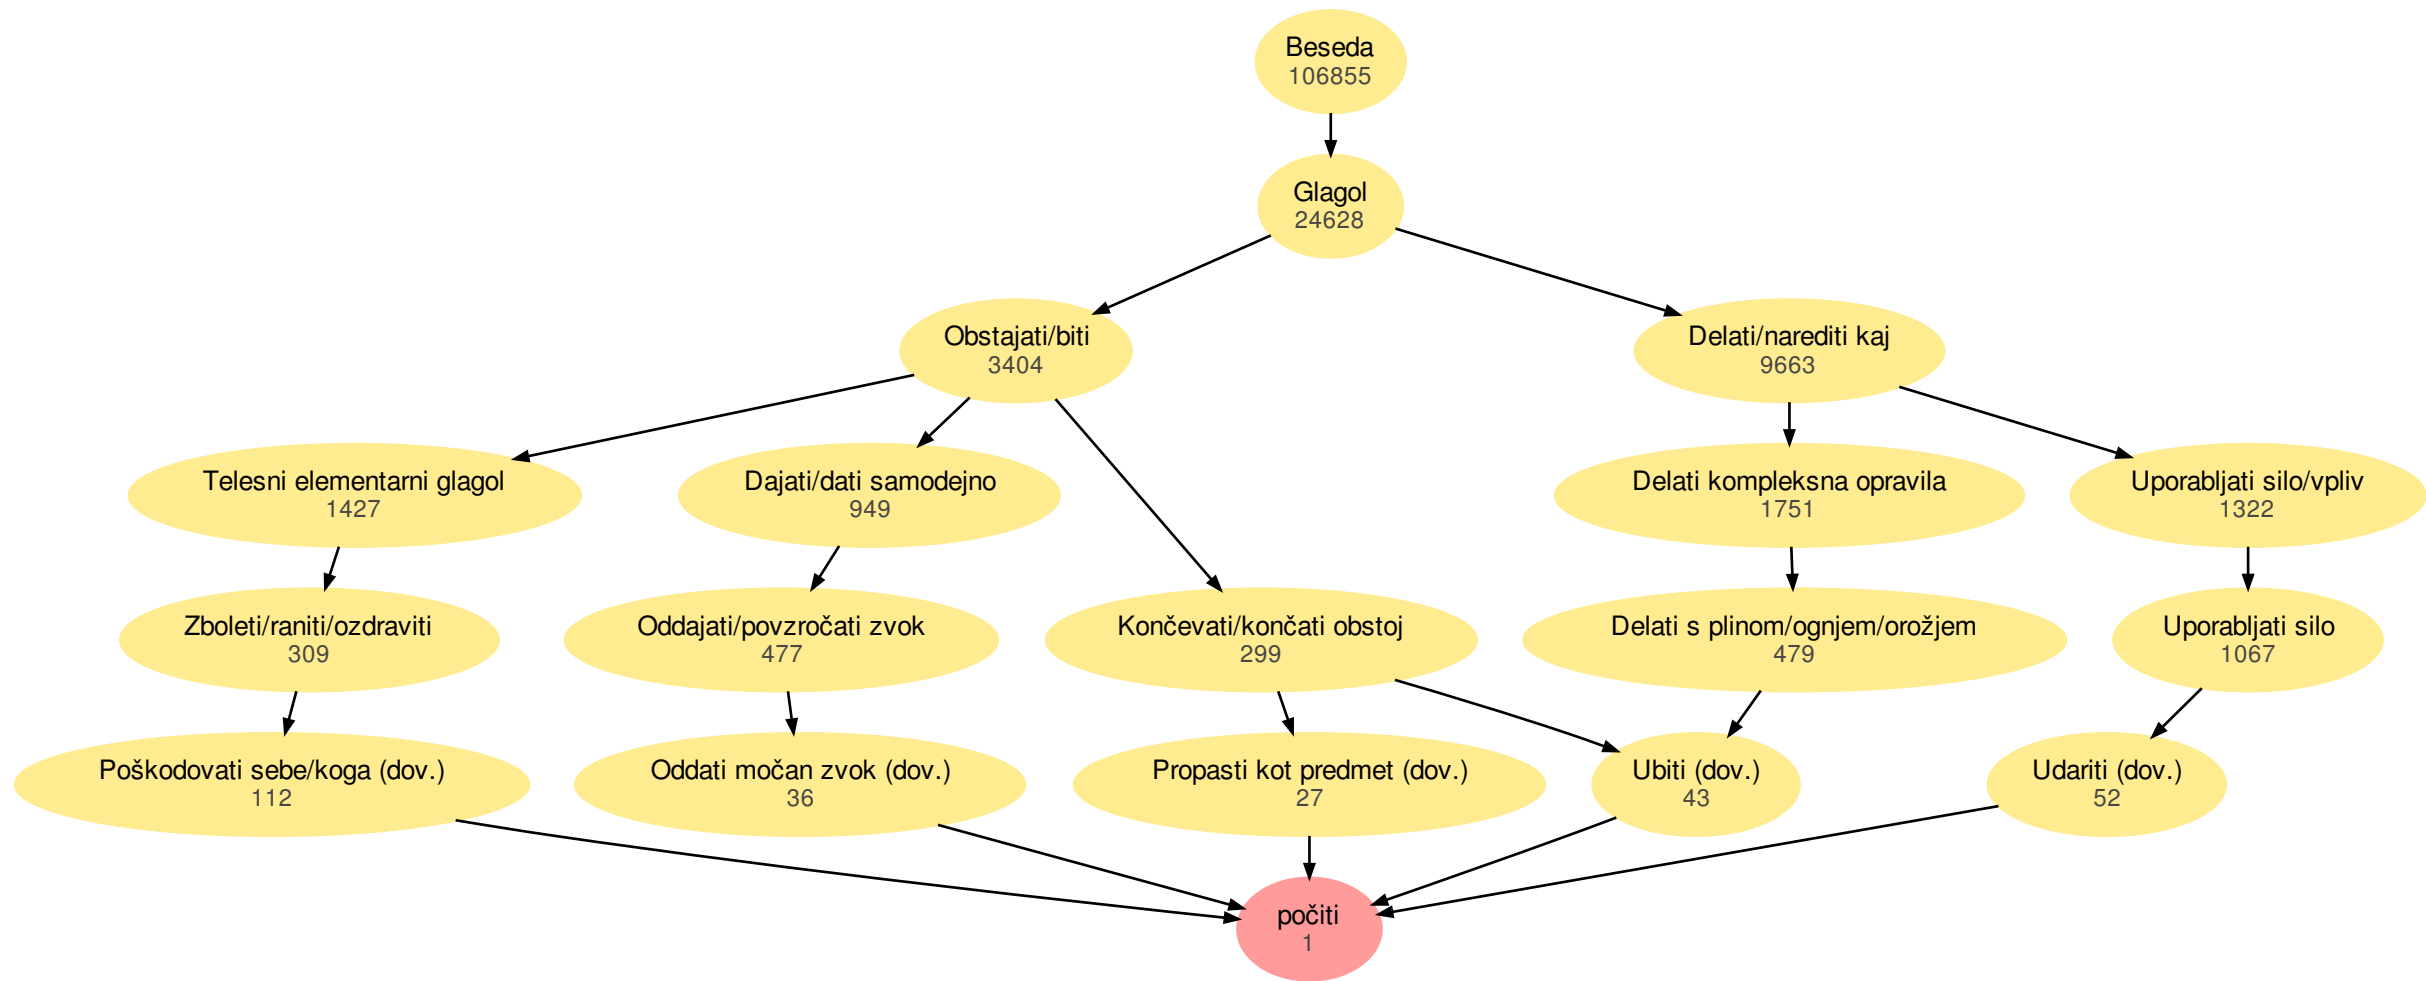 Beseda
106855
Glagol
24628
Obstajati/biti
3404
Delati/narediti kaj
9663
Telesni elementarni glagol
1427
Dajati/dati samodejno
949
Delati kompleksna opravila
1751
Uporabljati silo/vpliv
1322
Zboleti/raniti/ozdraviti
309
Oddajati/povzročati zvok
477
Končevati/končati obstoj
299
Delati s plinom/ognjem/orožjem
479
Uporabljati silo
1067
Poškodovati sebe/koga (dov.)
112
Oddati močan zvok (dov.)
36
Propasti kot predmet (dov.)
27
Ubiti (dov.)
43
Udariti (dov.)
52
počiti
1